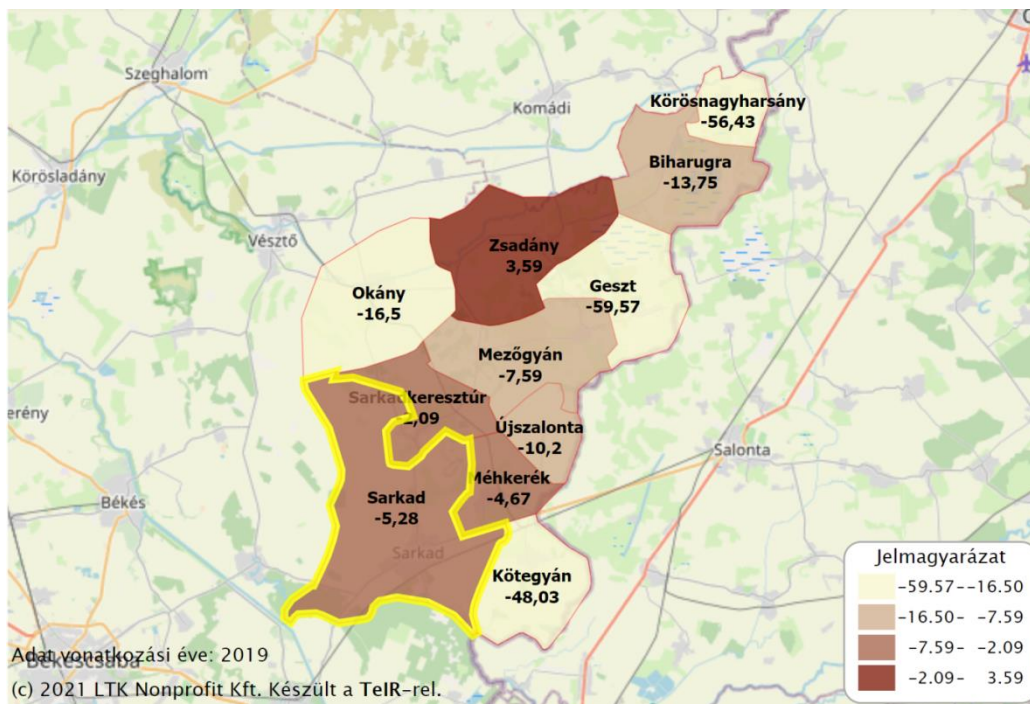 Szeghalom
Komádi
Körösnagyharsány
-56,43
Körösladány
Biharugra
-13,75
Vésztő
Zsadány
3,59
Okány
-16,5
Geszt
-59,57
Mezőgyán
-7,59
Sarkadkeresztúr
-2,09
Újszalonta
-10,2
Salonta
Méhkerék
-4,67
Békés
Sarkad
-5,28
Sarkad
Kötegyán
-48,03
Jelmagyarázat
-59.57--16.50
-16.50- -7.59
-7.59- -2.09
-2.09- 3.59
Békéscsaba
Adat vonatkozási éve: 2019
(c) 2021 LTK Nonprofit Kft. Készült a TeIR-rel.